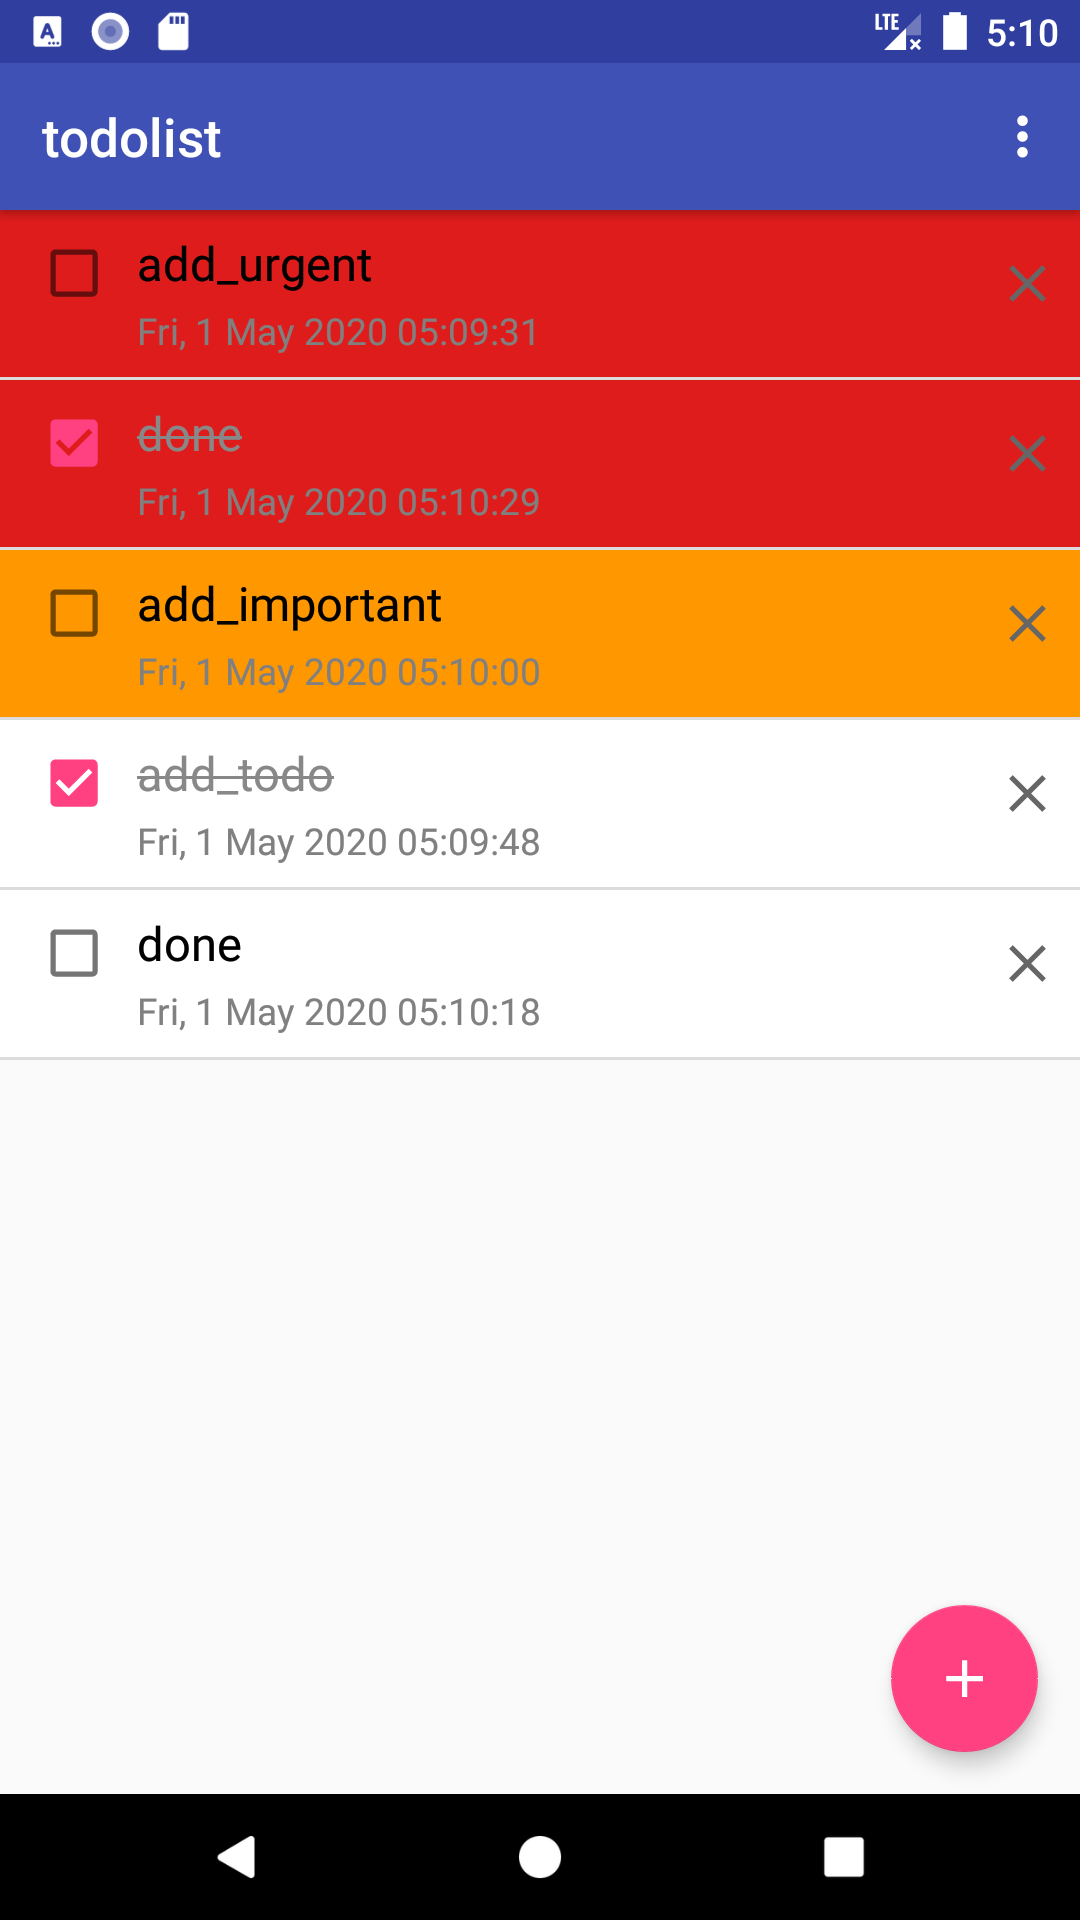 LTE 5:10
todolist
add_urgent
Fri, 1 May 2020 05:09:31
done
Fri, 1 May 2020 05:10:29
add_important
Fri, 1 May 2020 05:10:00
add_todo
Fri, 1 May 2020 05:09:48
done
Fri, 1 May 2020 05:10:18